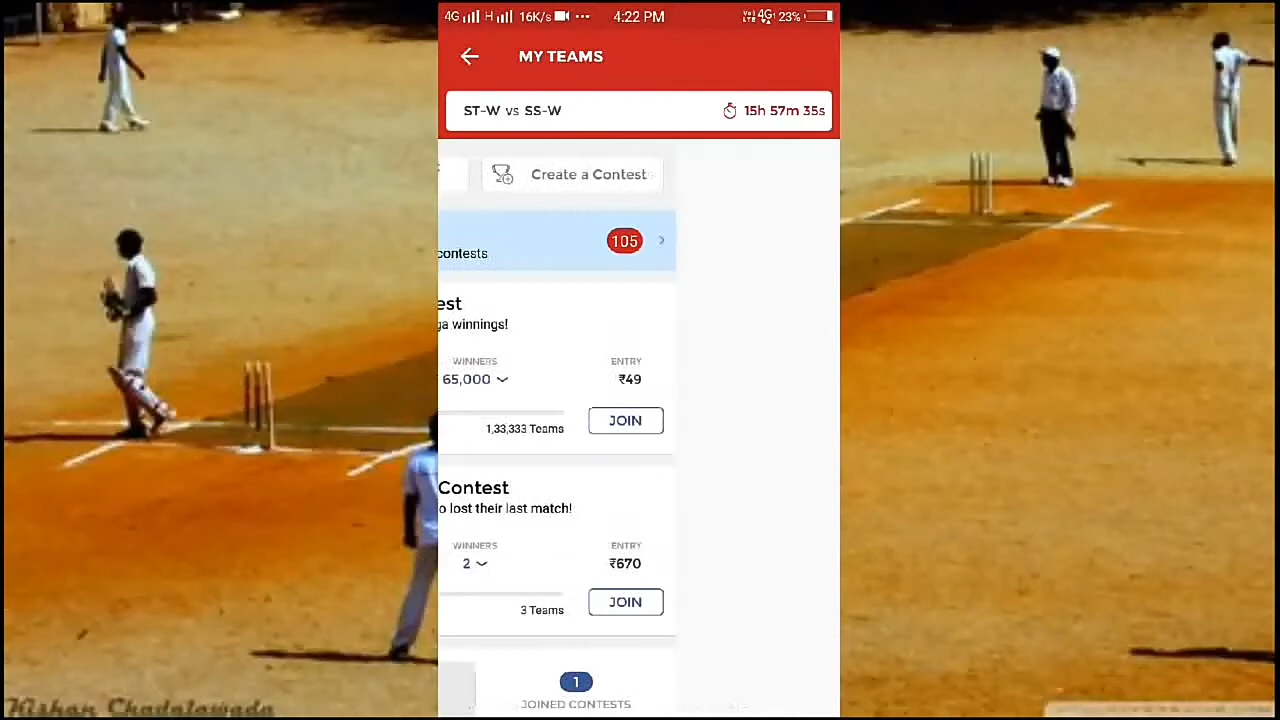 4G H 16K/s 4:22 PM VoLTE 4G 23%
MY TEAMS
ST-W vs SS-W 15h 57m 35s
Create a Contest
105
contests
est
ga winnings!
WINNERS ENTRY
65,000 ₹49
JOIN
1,33,333 Teams
Contest
o lost their last match!
WINNERS ENTRY
2 ₹670
JOIN
3 Teams
1
JOINED CONTESTS
Kishan Chadalawada